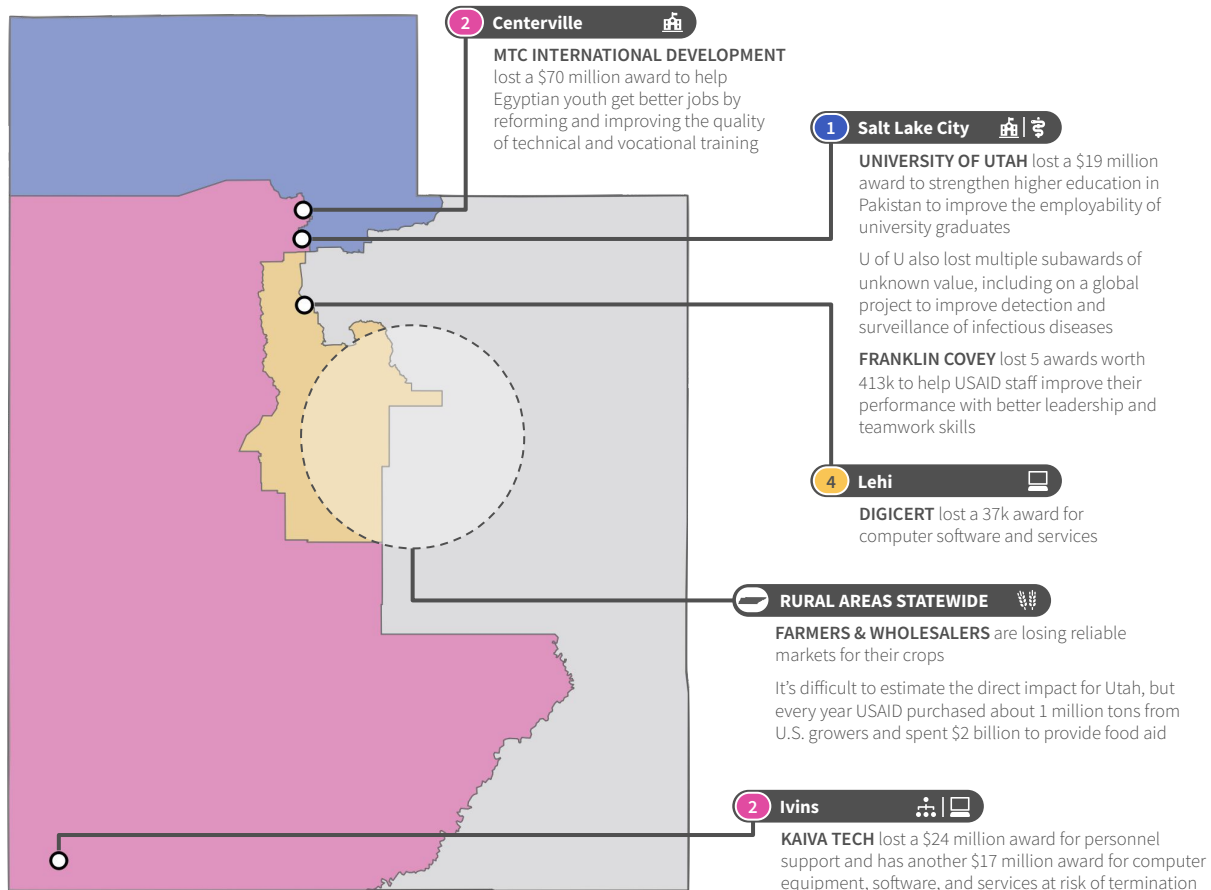 2 Centerville
MTC INTERNATIONAL DEVELOPMENT
lost a $70 million award to help
Egyptian youth get better jobs by
reforming and improving the quality
of technical and vocational training
1 Salt Lake City
UNIVERSITY OF UTAH lost a $19 million
award to strengthen higher education in
Pakistan to improve the employability of
university graduates
U of U also lost multiple subawards of
unknown value, including on a global
project to improve detection and
surveillance of infectious diseases
FRANKLIN COVEY lost 5 awards worth
413k to help USAID staff improve their
performance with better leadership and
teamwork skills
4 Lehi
DIGICERT lost a 37k award for
computer software and services
RURAL AREAS STATEWIDE
FARMERS & WHOLESALERS are losing reliable
markets for their crops
It’s difficult to estimate the direct impact for Utah, but
every year USAID purchased about 1 million tons from
U.S. growers and spent $2 billion to provide food aid
2 Ivins
KAIVA TECH lost a $24 million award for personnel
support and has another $17 million award for computer
equipment, software, and services at risk of termination